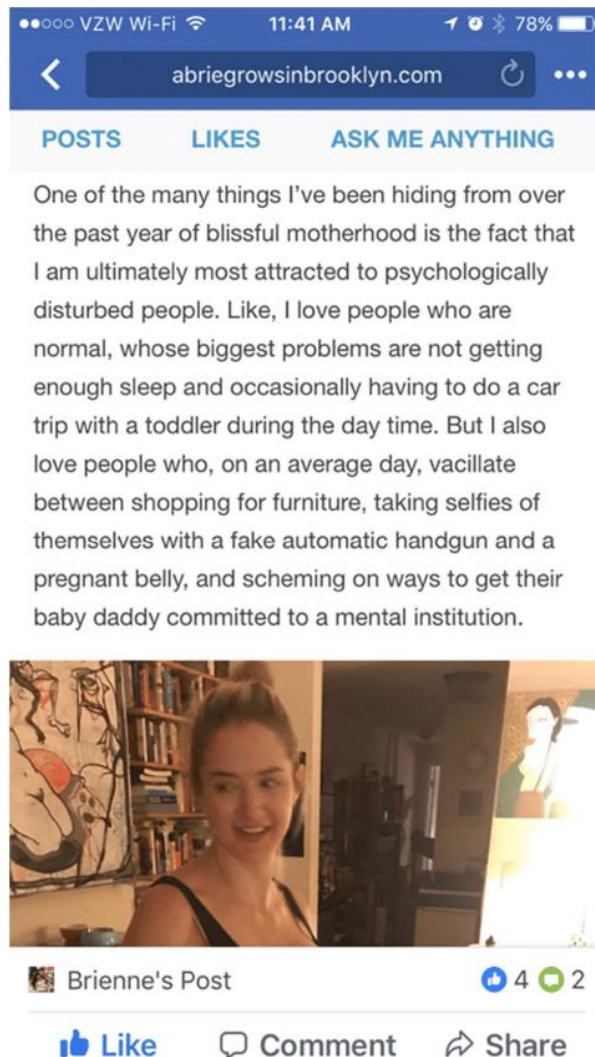 VZW Wi-Fi 11:41 AM 78%
abriegrowsinbrooklyn.com
POSTS LIKES ASK ME ANYTHING
One of the many things I've been hiding from over
the past year of blissful motherhood is the fact that
I am ultimately most attracted to psychologically
disturbed people. Like, I love people who are
normal, whose biggest problems are not getting
enough sleep and occasionally having to do a car
trip with a toddler during the day time. But I also
love people who, on an average day, vacillate
between shopping for furniture, taking selfies of
themselves with a fake automatic handgun and a
pregnant belly, and scheming on ways to get their
baby daddy committed to a mental institution.
Brienne's Post 4 2
Like Comment Share